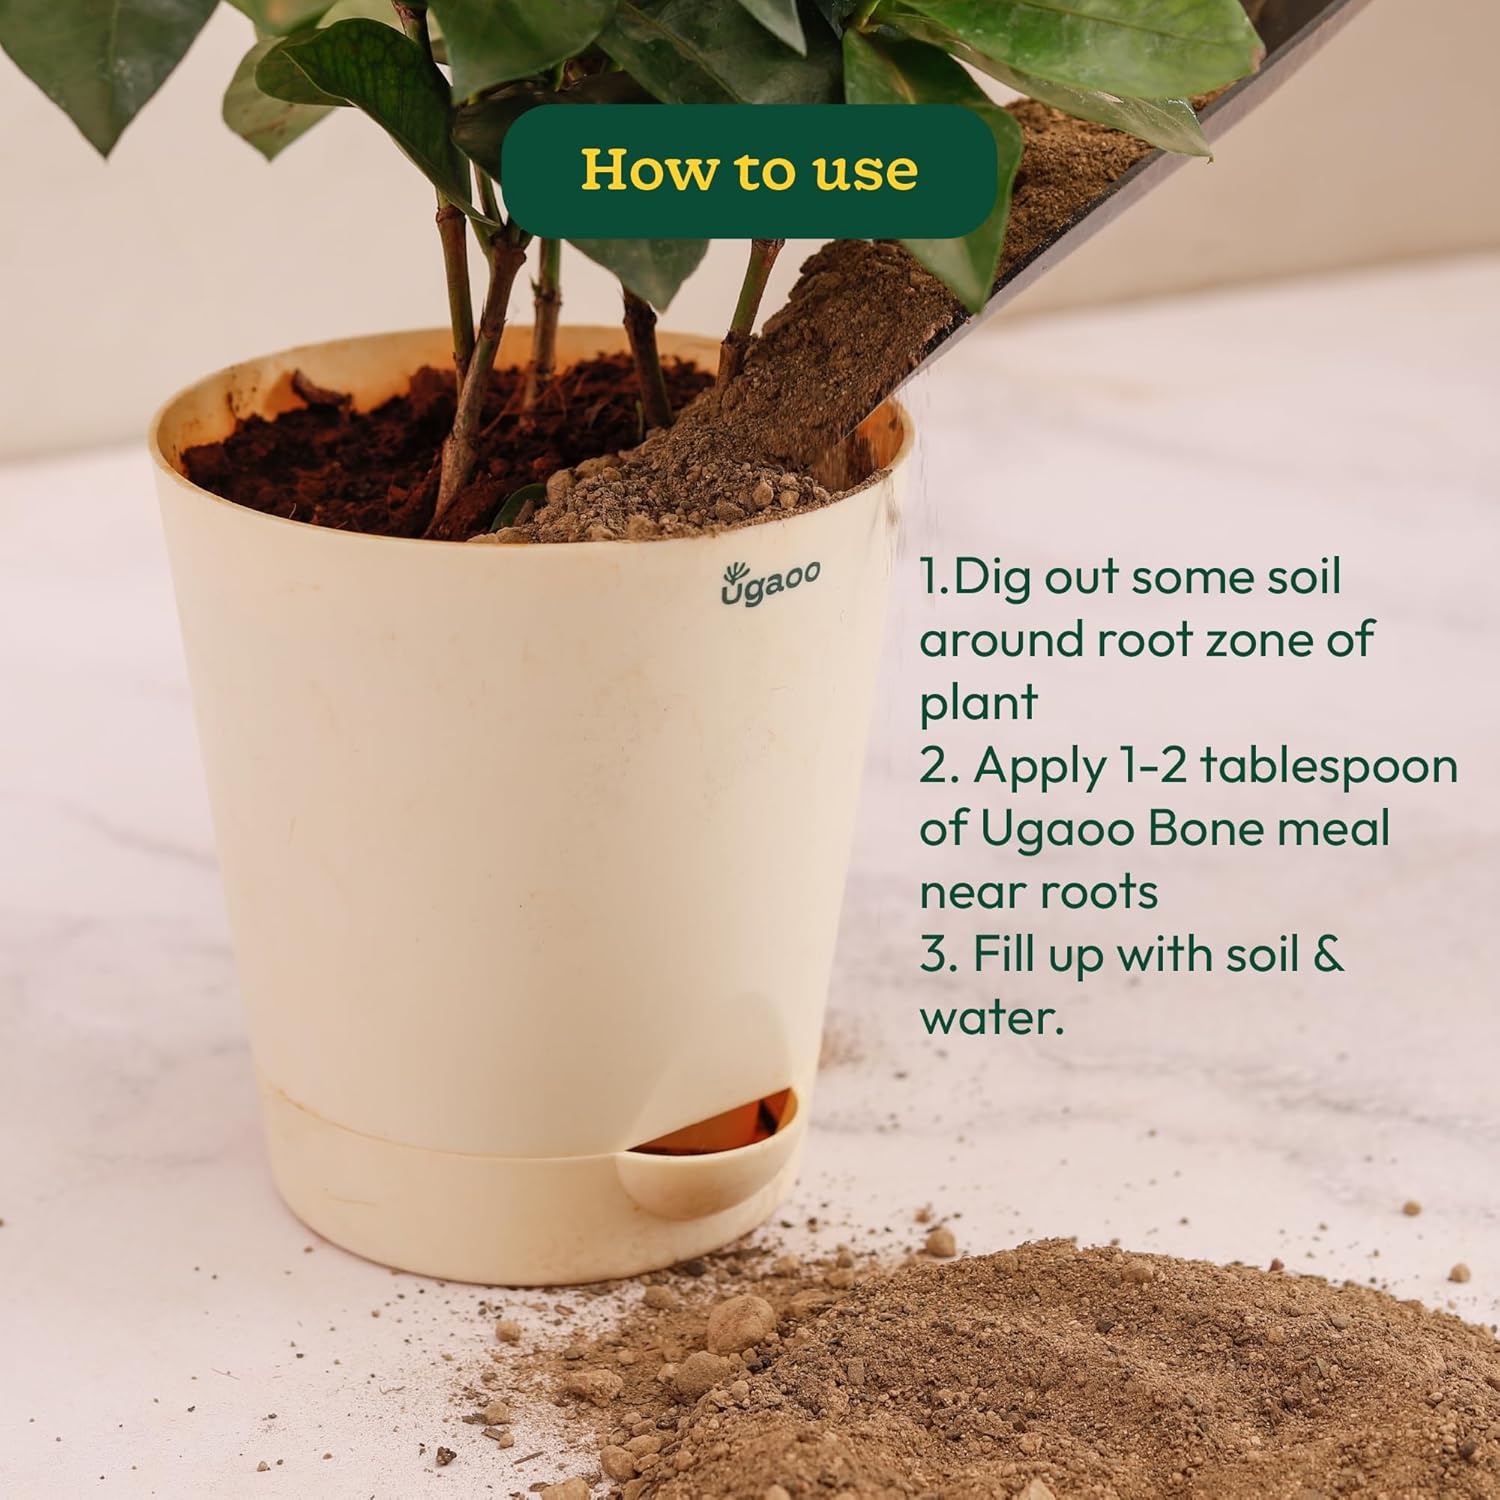 How to use
ugaoo
1.Dig out some soil
around root zone of
plant
2. Apply 1-2 tablespoon
of Ugaoo Bone meal
near roots
3. Fill up with soil &
water.